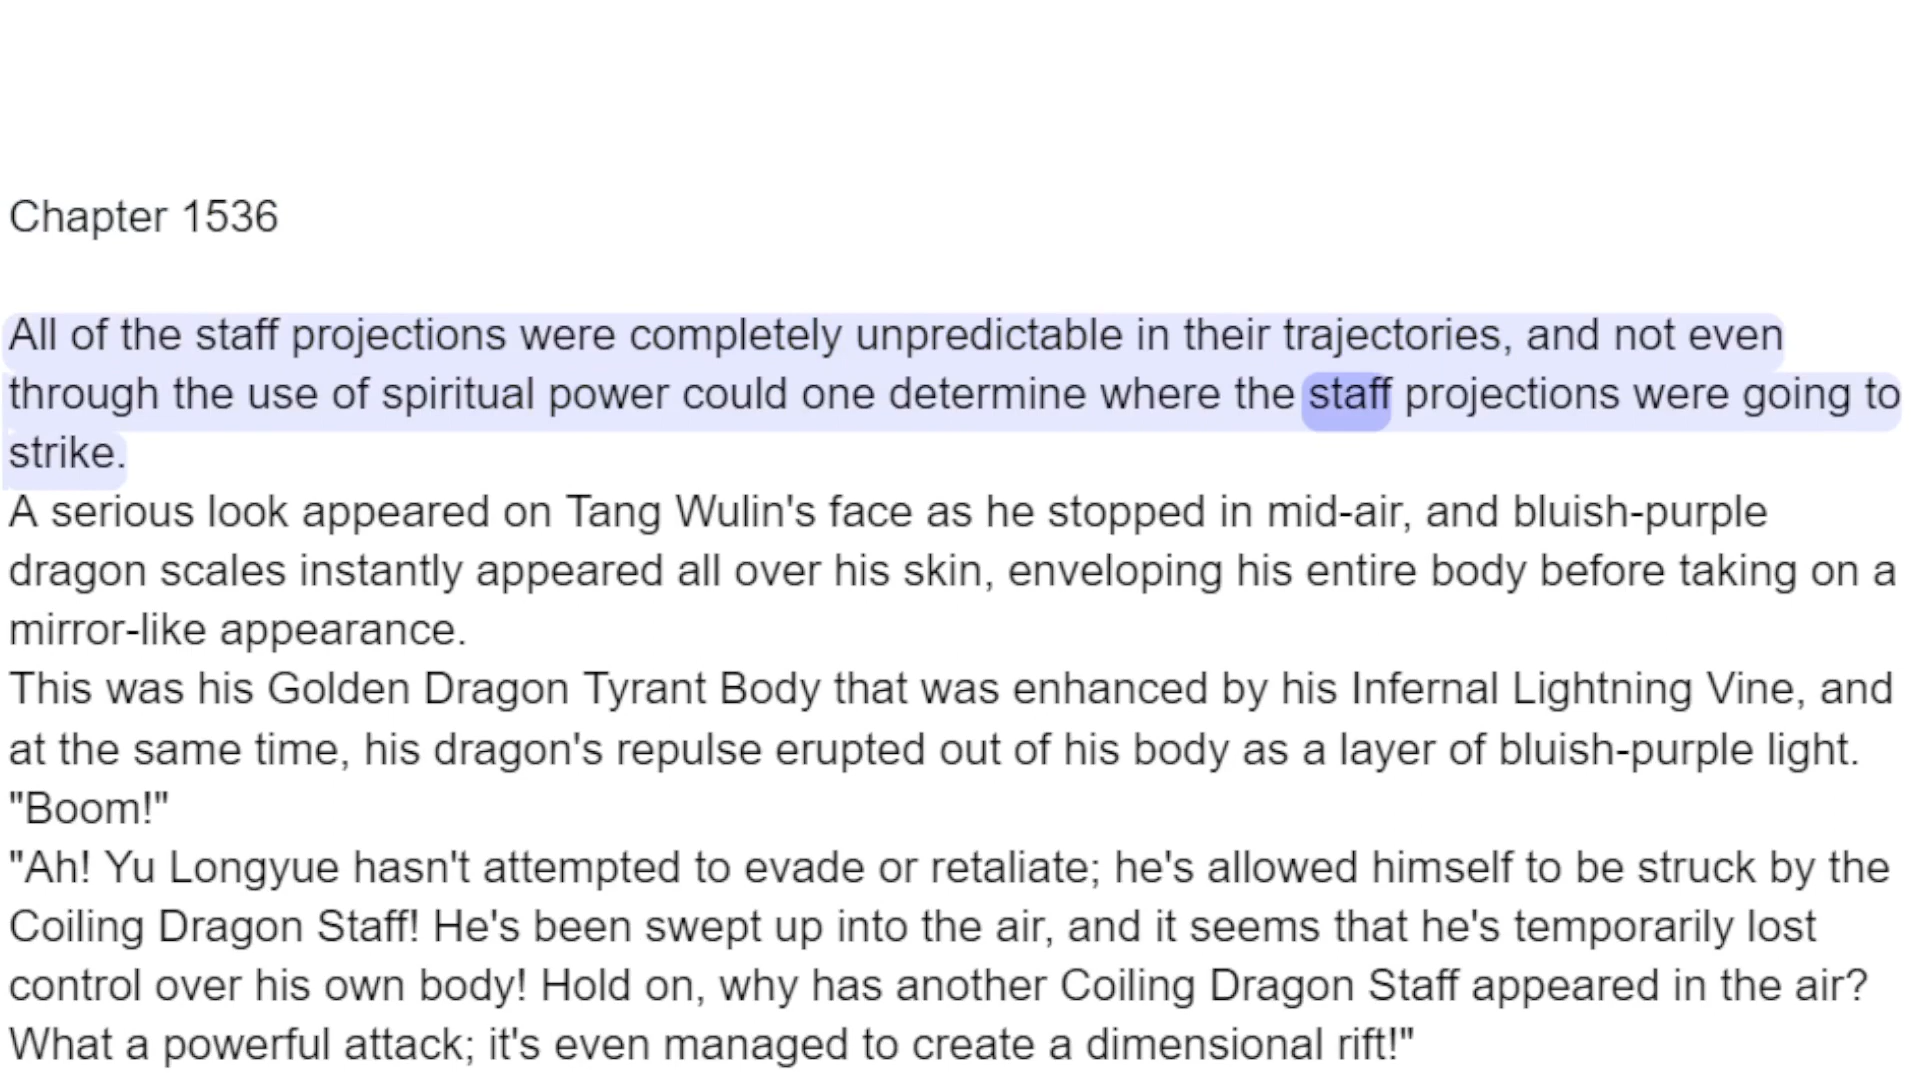 Chapter 1536
All of the staff projections were completely unpredictable in their trajectories, and not even
through the use of spiritual power could one determine where the staff projections were going to
strike.
A serious look appeared on Tang Wulin's face as he stopped in mid-air, and bluish-purple
dragon scales instantly appeared all over his skin, enveloping his entire body before taking on a
mirror-like appearance.
This was his Golden Dragon Tyrant Body that was enhanced by his Infernal Lightning Vine, and
at the same time, his dragon's repulse erupted out of his body as a layer of bluish-purple light.
"Boom!"
"Ah! Yu Longyue hasn't attempted to evade or retaliate; he's allowed himself to be struck by the
Coiling Dragon Staff! He's been swept up into the air, and it seems that he's temporarily lost
control over his own body! Hold on, why has another Coiling Dragon Staff appeared in the air?
What a powerful attack; it's even managed to create a dimensional rift!"